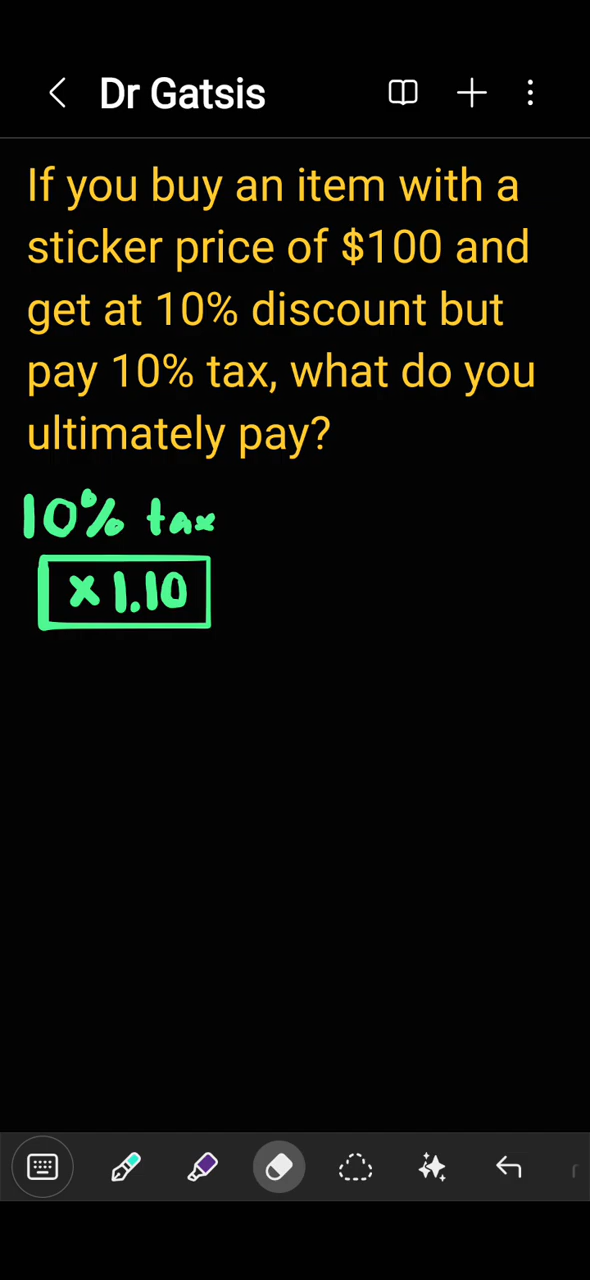 Dr Gatsis
If you buy an item with a
sticker price of $100 and
get at 10% discount but
pay 10% tax, what do you
ultimately pay?
10% tax
x 1.10